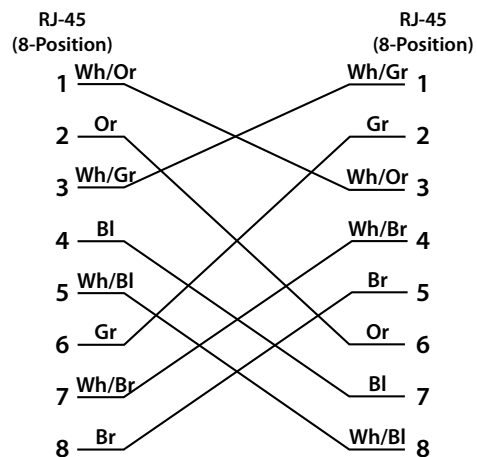 RJ-45
(8-Position)
RJ-45
(8-Position)
1 Wh/Or
Wh/Gr 1
2 Or
Gr 2
3 Wh/Gr
Wh/Or 3
4 Bl
Wh/Br 4
5 Wh/Bl
Br 5
6 Gr
Or 6
7 Wh/Br
Bl 7
8 Br
Wh/Bl 8